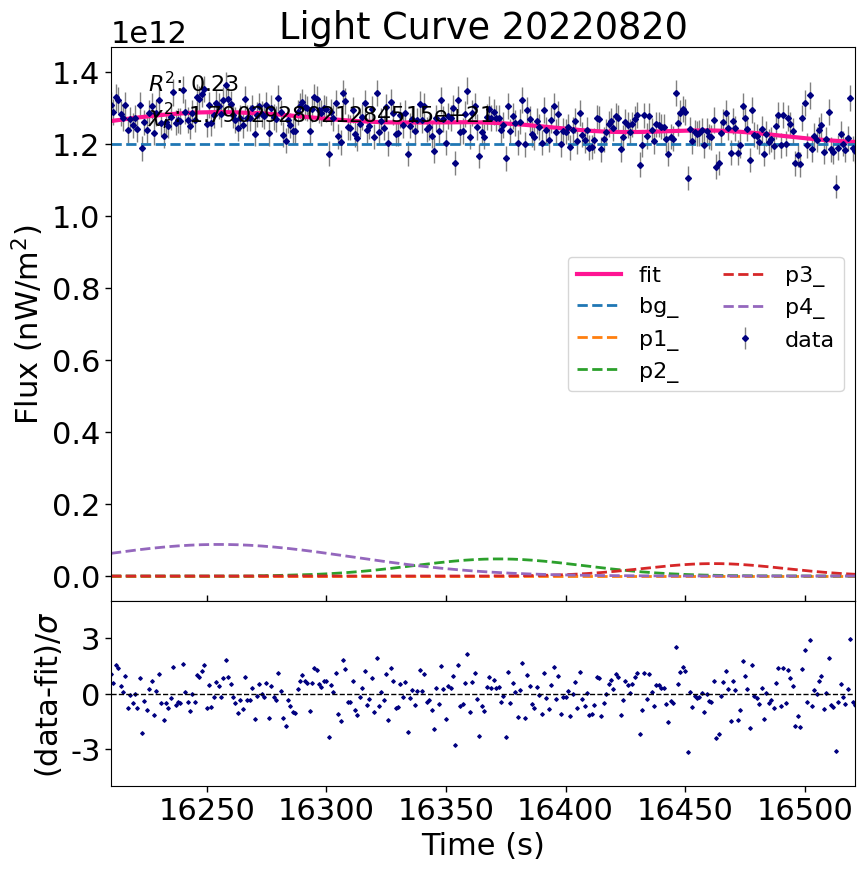 Light Curve 20220820
1e12
1.4
1.2
1.0
0.8
0.6
0.4
0.2
0.0
Flux (nW/m²)
R²: 0.23
fit
bg_
p1_
p2_
p3_
p4_
data
3
0
-3
(data-fit)/σ
16250 16300 16350 16400 16450 16500
Time (s)